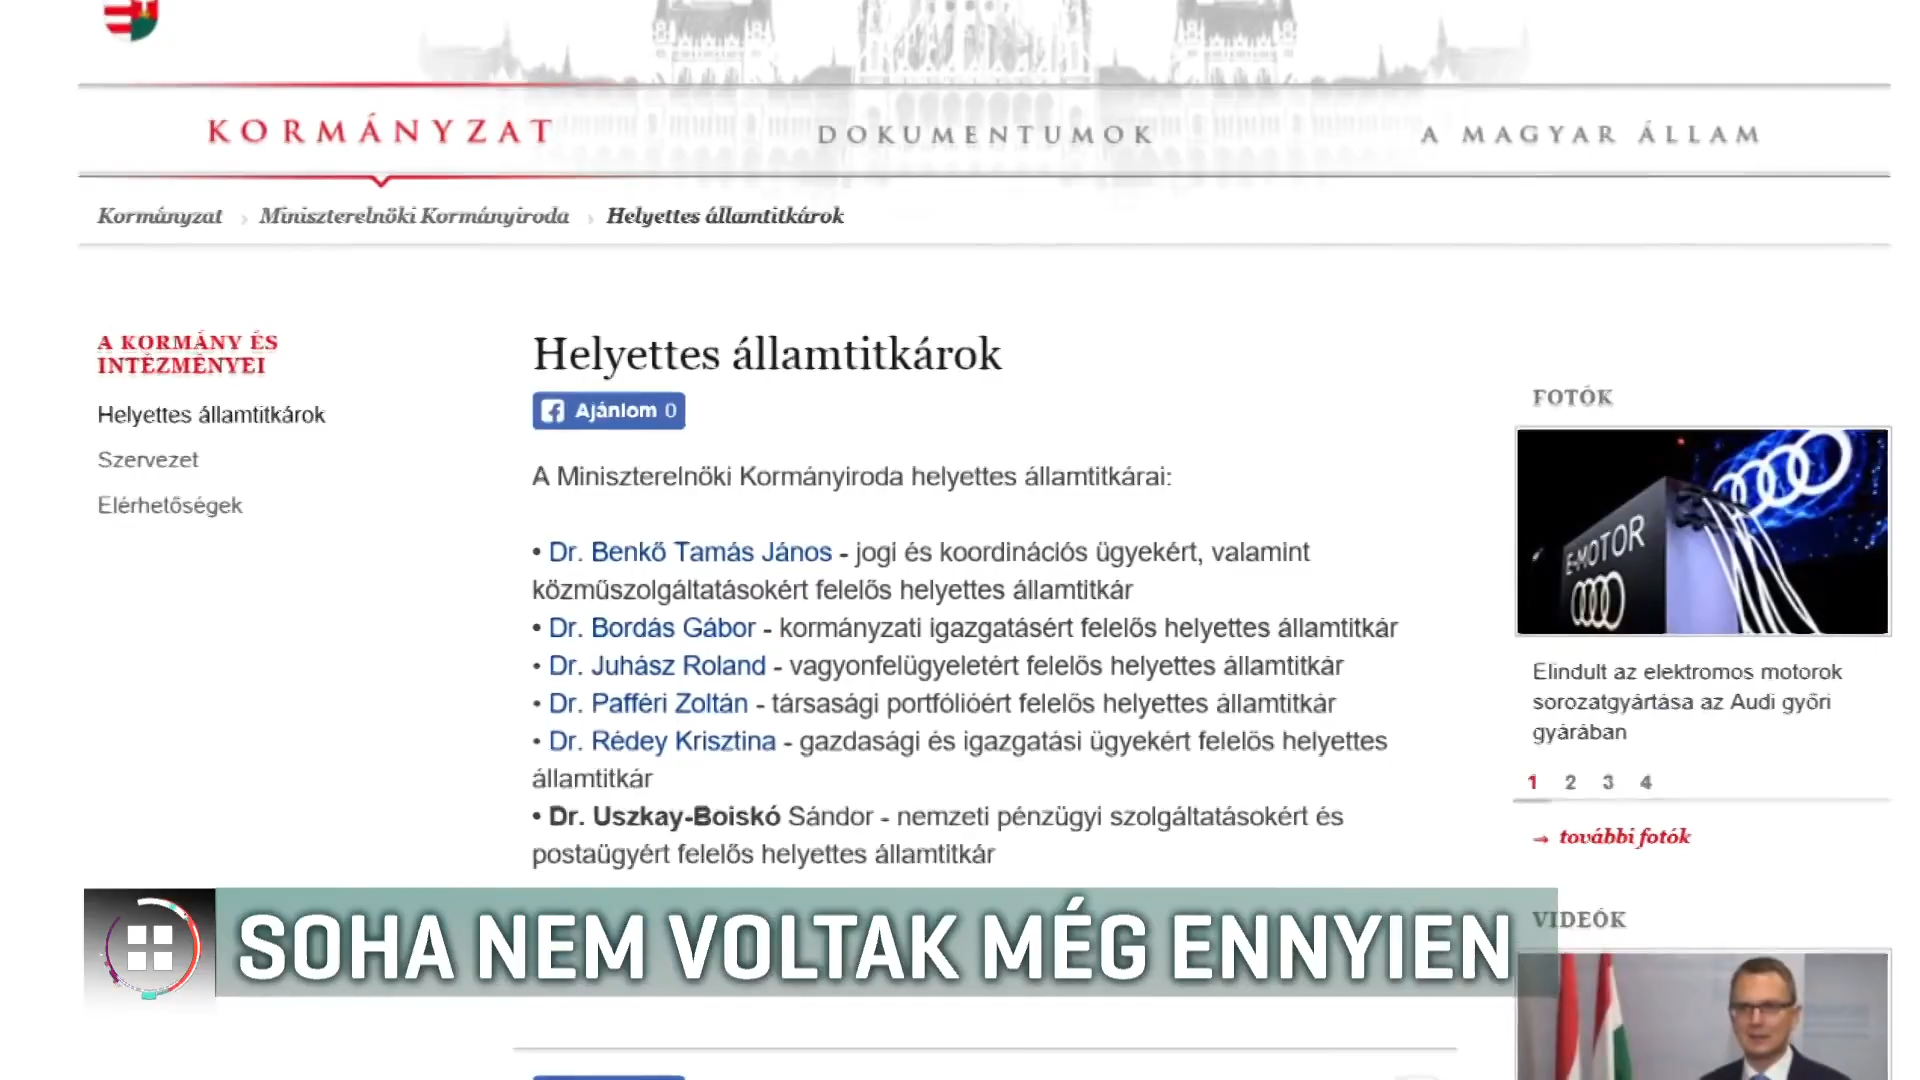 KORMÁNYZAT
DOKUMENTUMOK
A MAGYAR ÁLLAM
Kormányzat › Miniszterelnöki Kormányiroda › Helyettes államtitkárok
A KORMÁNY ÉS
INTÉZMÉNYEI
Helyettes államtitkárok
Szervezet
Elérhetőségek
Helyettes államtitkárok
Ajánlom 0
A Miniszterelnöki Kormányiroda helyettes államtitkárai:
• Dr. Benkő Tamás János - jogi és koordinációs ügyekért, valamint
közműszolgáltatásokért felelős helyettes államtitkár
• Dr. Bordás Gábor - kormányzati igazgatásért felelős helyettes államtitkár
• Dr. Juhász Roland - vagyonfelügyeletért felelős helyettes államtitkár
• Dr. Pafféri Zoltán - társasági portfólióért felelős helyettes államtitkár
• Dr. Rédey Krisztina - gazdasági és igazgatási ügyekért felelős helyettes
államtitkár
• Dr. Uszkay-Boiskó Sándor - nemzeti pénzügyi szolgáltatásokért és
postaügyért felelős helyettes államtitkár
FOTÓK
E-MOTOR
Elindult az elektromos motorok
sorozatgyártása az Audi győri
gyárában
1 2 3 4
→ további fotók
VIDEÓK
SOHA NEM VOLTAK MÉG ENNYIEN